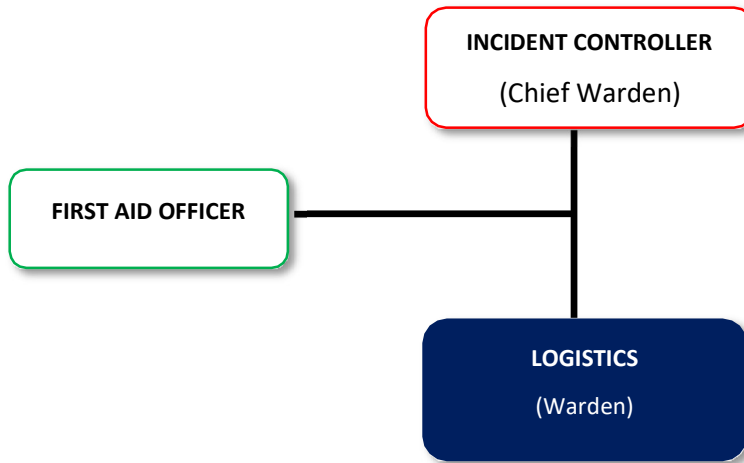 INCIDENT CONTROLLER
(Chief Warden)
FIRST AID OFFICER
LOGISTICS
(Warden)